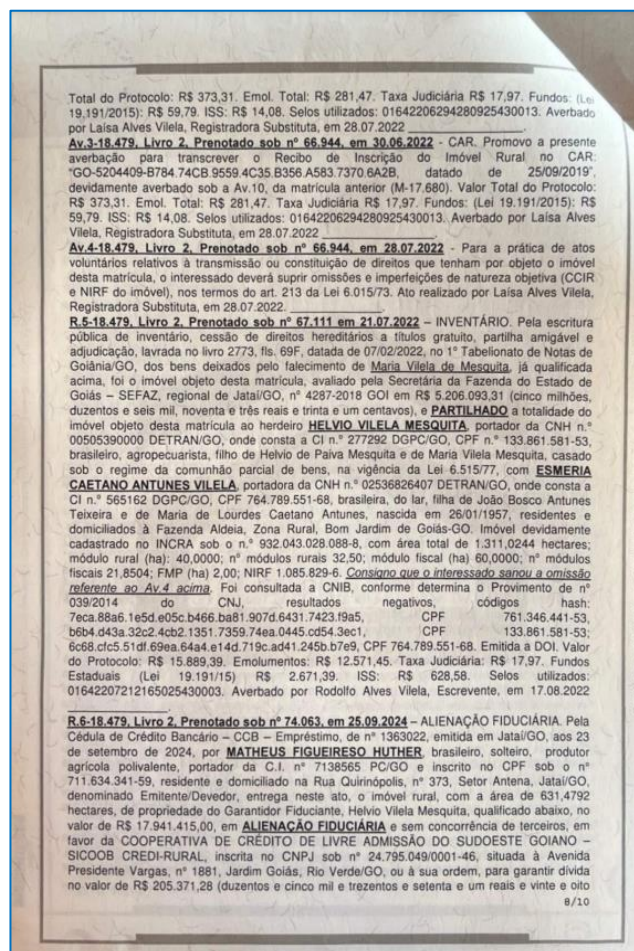 Total do Protocolo: R$ 373,31. Emol. Total: R$ 281,47. Taxa Judiciária R$ 17,97. Fundos: (Lei
19.191/2015): R$ 59,79. ISS: R$ 14,08. Selos utilizados: 01642206294280925430013. Averbado
por Laísa Alves Vilela, Registradora Substituta, em 28.07.2022 ____________________.
Av.3-18.479, Livro 2, Prenotado sob nº 66.944, em 30.06.2022 - CAR. Promovo a presente
averbação para transcrever o Recibo de Inscrição do Imóvel Rural no CAR:
"GO-5204409-B784.74CB.9559.4C35.B356.A583.7370.6A2B, datado de 25/09/2019",
devidamente averbado sob a Av.10, da matrícula anterior (M-17.680). Valor Total do Protocolo:
R$ 373,31. Emol. Total: R$ 281,47. Taxa Judiciária R$ 17,97. Fundos: (Lei 19.191/2015): R$
59,79. ISS: R$ 14,08. Selos utilizados: 01642206294280925430013. Averbado por Laísa Alves
Vilela, Registradora Substituta, em 28.07.2022 ____________________.
Av.4-18.479, Livro 2, Prenotado sob nº 66.944, em 28.07.2022 - Para a prática de atos
voluntários relativos à transmissão ou constituição de direitos que tenham por objeto o imóvel
desta matrícula, o interessado deverá suprir omissões e imperfeições de natureza objetiva (CCIR
e NIRF do imóvel), nos termos do art. 213 da Lei 6.015/73. Ato realizado por Laísa Alves Vilela,
Registradora Substituta, em 28.07.2022. ____________________.
R.5-18.479, Livro 2, Prenotado sob nº 67.111 em 21.07.2022 – INVENTÁRIO. Pela escritura
pública de inventário, cessão de direitos hereditários a títulos gratuito, partilha amigável e
adjudicação, lavrada no livro 2773, fls. 69F, datada de 07/02/2022, no 1º Tabelionato de Notas de
Goiânia/GO, dos bens deixados pelo falecimento de Maria Vilela de Mesquita, já qualificada
acima, foi o imóvel objeto desta matrícula, avaliado pela Secretária da Fazenda do Estado de
Goiás – SEFAZ, regional de Jataí/GO, nº 4287-2018 GOI em R$ 5.206.093,31 (cinco milhões,
duzentos e seis mil, noventa e três reais e trinta e um centavos), e PARTILHADO a totalidade do
imóvel objeto desta matrícula ao herdeiro HELVIO VILELA MESQUITA, portador da CNH n.º
00505390000 DETRAN/GO, onde consta a CI n.º 277292 DGPC/GO, CPF n.º 133.861.581-53,
brasileiro, agropecuarista, filho de Helvio de Paiva Mesquita e de Maria Vilela Mesquita, casado
sob o regime da comunhão parcial de bens, na vigência da Lei 6.515/77, com ESMERIA
CAETANO ANTUNES VILELA, portadora da CNH n.º 02536826407 DETRAN/GO, onde consta a
CI n.º 565162 DGPC/GO, CPF 764.789.551-68, brasileira, do lar, filha de João Bosco Antunes
Teixeira e de Maria de Lourdes Caetano Antunes, nascida em 26/01/1957, residentes e
domiciliados à Fazenda Aldeia, Zona Rural, Bom Jardim de Goiás-GO. Imóvel devidamente
cadastrado no INCRA sob o n.º 932.043.028.088-8, com área total de 1.311,0244 hectares;
módulo rural (ha): 40,0000; nº módulos rurais 32,50; módulo fiscal (ha) 60,0000; nº módulos
fiscais 21,8504; FMP (ha) 2,00; NIRF 1.085.829-6. Consigno que o interessado sanou a omissão
referente ao Av.4 acima. Foi consultada a CNIB, conforme determina o Provimento de nº
039/2014 do CNJ, resultados negativos, códigos hash:
7eca.88a6.1e5d.e05c.b466.ba81.907d.6431.7423.f9a5, CPF 761.346.441-53,
b6b4.d43a.32c2.4cb2.1351.7359.74ea.0445.cd54.3ec1, CPF 133.861.581-53;
6c68.cfc5.51df.69ea.64a4.e14d.719c.ad41.245b.b7e9, CPF 764.789.551-68. Emitida a DOI. Valor
do Protocolo: R$ 15.889,39. Emolumentos: R$ 12.571,45. Taxa Judiciária: R$ 17,97. Fundos
Estaduais (Lei 19.191/15) R$ 2.671,39. ISS: R$ 628,58. Selos utilizados:
01642207212165025430003. Averbado por Rodolfo Alves Vilela, Escrevente, em 17.08.2022
____________________.
R.6-18.479, Livro 2, Prenotado sob nº 74.063, em 25.09.2024 – ALIENAÇÃO FIDUCIÁRIA. Pela
Cédula de Crédito Bancário – CCB – Empréstimo, de nº 1363022, emitida em Jataí/GO, aos 23
de setembro de 2024, por MATHEUS FIGUEIRESO HUTHER, brasileiro, solteiro, produtor
agrícola polivalente, portador da C.I. nº 7138565 PC/GO e inscrito no CPF sob o nº
711.634.341-59, residente e domiciliado na Rua Quirinópolis, nº 373, Setor Antena, Jataí/GO,
denominado Emitente/Devedor, entrega neste ato, o imóvel rural, com a área de 631,4792
hectares, de propriedade do Garantidor Fiduciante, Helvio Vilela Mesquita, qualificado abaixo, no
valor de R$ 17.941.415,00, em ALIENAÇÃO FIDUCIÁRIA e sem concorrência de terceiros, em
favor da COOPERATIVA DE CRÉDITO DE LIVRE ADMISSÃO DO SUDOESTE GOIANO –
SICOOB CREDI-RURAL, inscrita no CNPJ sob nº 24.795.049/0001-46, situada à Avenida
Presidente Vargas, nº 1881, Jardim Goiás, Rio Verde/GO, ou à sua ordem, para garantir dívida
no valor de R$ 205.371,28 (duzentos e cinco mil e trezentos e setenta e um reais e vinte e oito
8/10